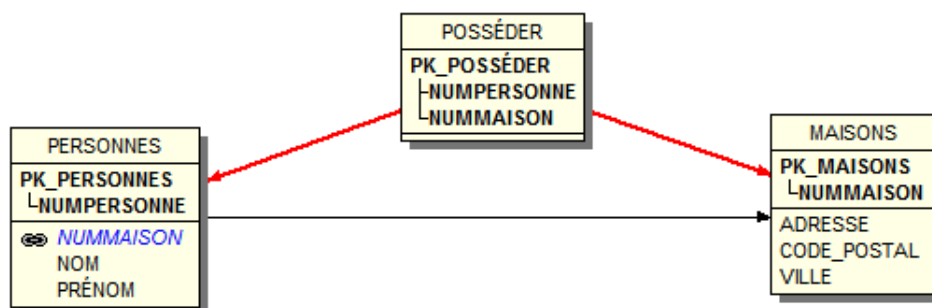 POSSÉDER
PK_POSSÉDER
NUMPERSONNE
NUMMAISON
PERSONNES
PK_PERSONNES
NUMPERSONNE
NUMMAISON
NOM
PRÉNOM
MAISONS
PK_MAISONS
NUMMAISON
ADRESSE
CODE_POSTAL
VILLE